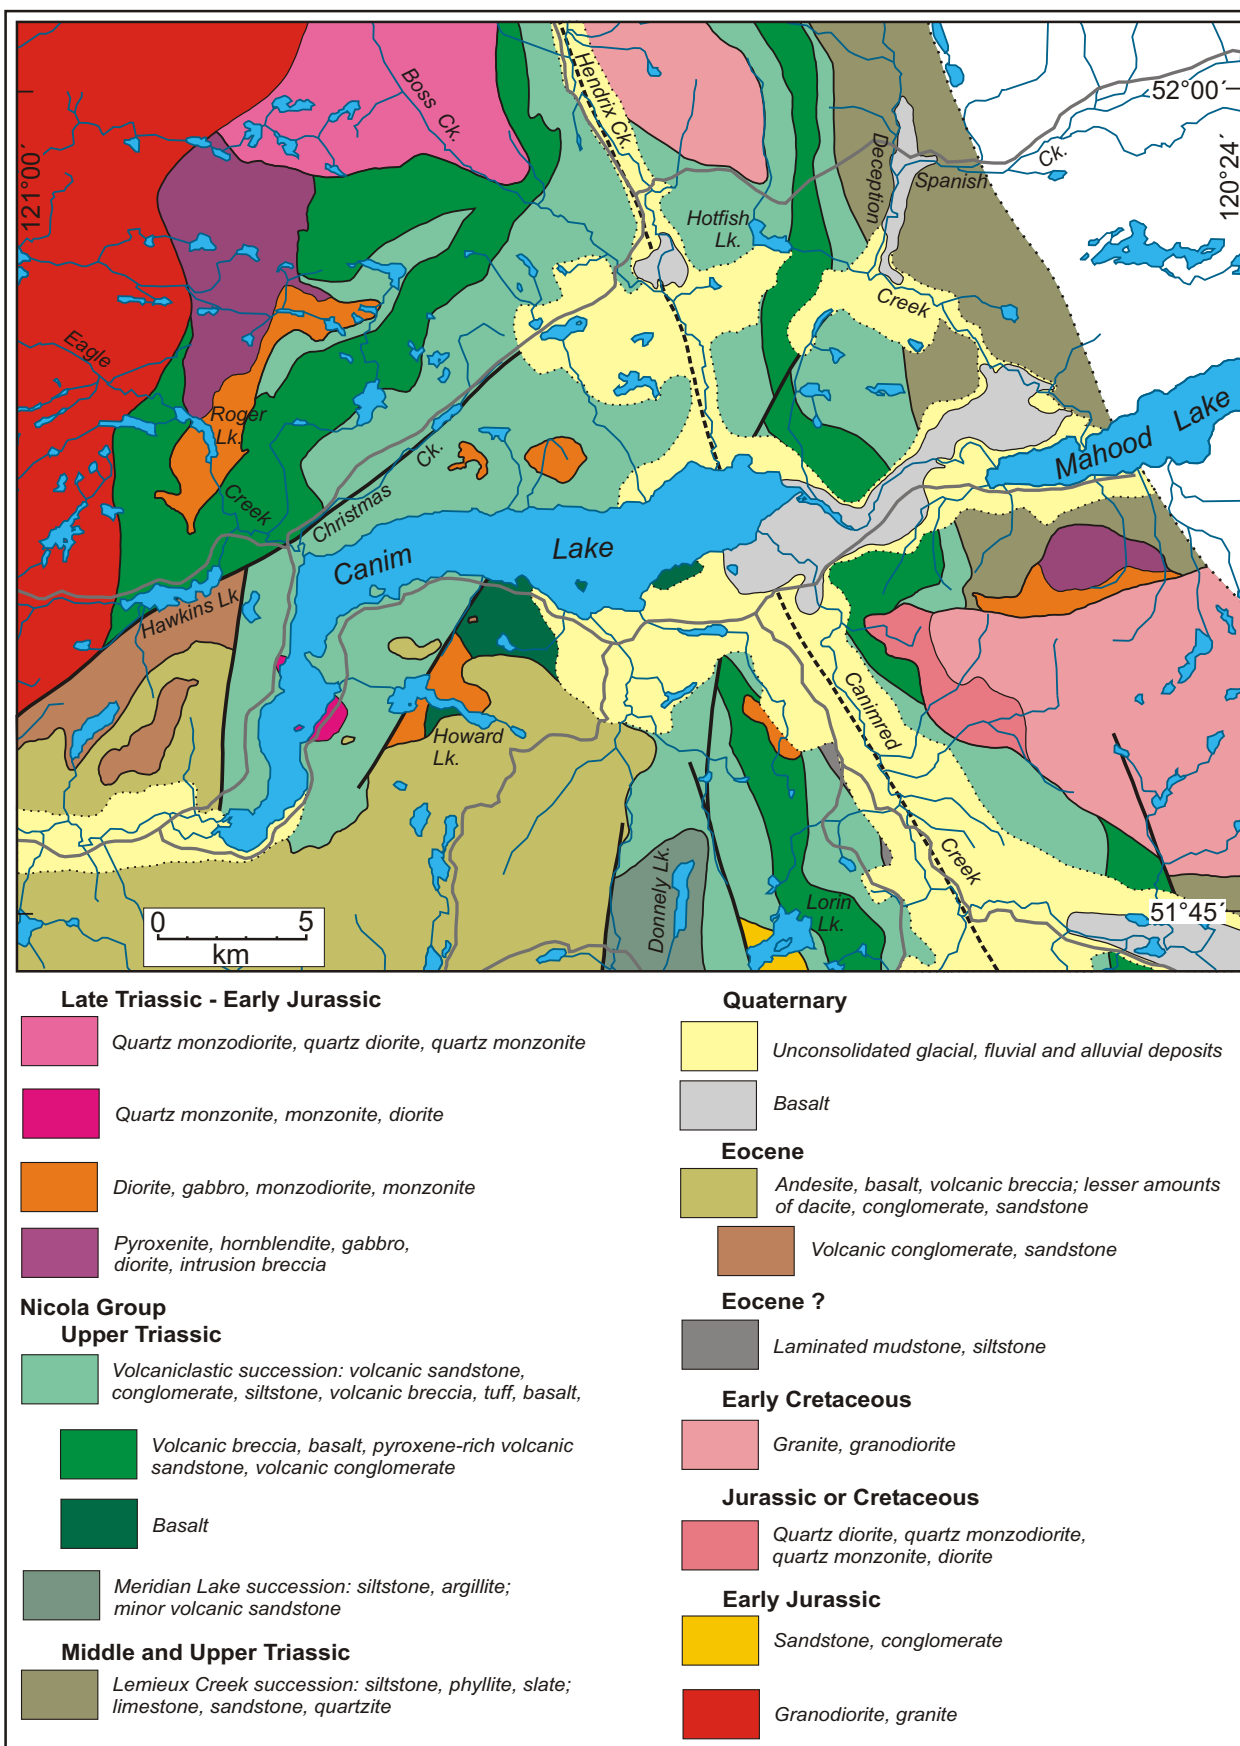 Hendrix Ck.
Boss Ck.
52°00´
121°00´
120°24´
Deception
Spanish
Ck.
Hotfish
Lk.
Creek
Eagle
Roger
Lk.
Creek
Christmas
Ck.
Mahood Lake
Canim
Lake
Hawkins Lk.
Howard
Lk.
Canimred
Creek
Donnely Lk.
Lorin
Lk.
51°45´
0 5
km
Late Triassic - Early Jurassic
Quartz monzodiorite, quartz diorite, quartz monzonite
Quartz monzonite, monzonite, diorite
Diorite, gabbro, monzodiorite, monzonite
Pyroxenite, hornblendite, gabbro,
diorite, intrusion breccia
Nicola Group
Upper Triassic
Volcaniclastic succession: volcanic sandstone,
conglomerate, siltstone, volcanic breccia, tuff, basalt,
Volcanic breccia, basalt, pyroxene-rich volcanic
sandstone, volcanic conglomerate
Basalt
Meridian Lake succession: siltstone, argillite;
minor volcanic sandstone
Middle and Upper Triassic
Lemieux Creek succession: siltstone, phyllite, slate;
limestone, sandstone, quartzite
Quaternary
Unconsolidated glacial, fluvial and alluvial deposits
Basalt
Eocene
Andesite, basalt, volcanic breccia; lesser amounts
of dacite, conglomerate, sandstone
Volcanic conglomerate, sandstone
Eocene ?
Laminated mudstone, siltstone
Early Cretaceous
Granite, granodiorite
Jurassic or Cretaceous
Quartz diorite, quartz monzodiorite,
quartz monzonite, diorite
Early Jurassic
Sandstone, conglomerate
Granodiorite, granite